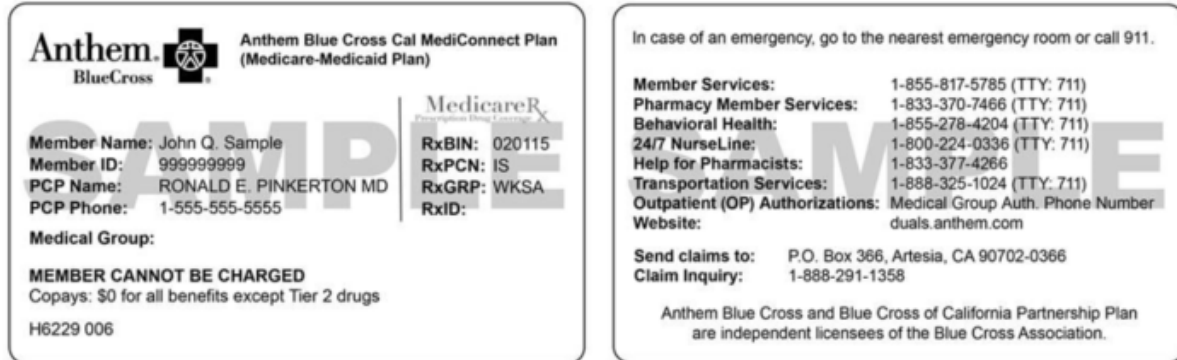 Anthem.
BlueCross
Anthem Blue Cross Cal MediConnect Plan
(Medicare-Medicaid Plan)
MedicareRx
Prescription Drug Coverage
SAMPLE
Member Name: John Q. Sample
Member ID: 999999999
PCP Name: RONALD E. PINKERTON MD
PCP Phone: 1-555-555-5555
RxBIN: 020115
RxPCN: IS
RxGRP: WKSA
RxID:
Medical Group:
MEMBER CANNOT BE CHARGED
Copays: $0 for all benefits except Tier 2 drugs
H6229 006
In case of an emergency, go to the nearest emergency room or call 911.
SAMPLE
Member Services: 1-855-817-5785 (TTY: 711)
Pharmacy Member Services: 1-833-370-7466 (TTY: 711)
Behavioral Health: 1-855-278-4204 (TTY: 711)
24/7 NurseLine: 1-800-224-0336 (TTY: 711)
Help for Pharmacists: 1-833-377-4266
Transportation Services: 1-888-325-1024 (TTY: 711)
Outpatient (OP) Authorizations: Medical Group Auth. Phone Number
Website: duals.anthem.com
Send claims to: P.O. Box 366, Artesia, CA 90702-0366
Claim Inquiry: 1-888-291-1358
Anthem Blue Cross and Blue Cross of California Partnership Plan
are independent licensees of the Blue Cross Association.